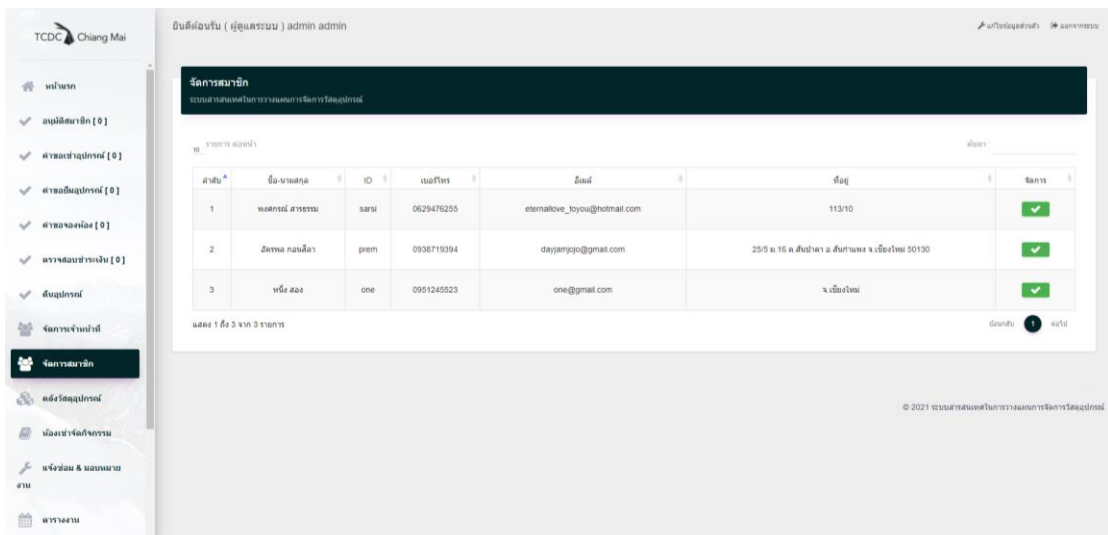 TCDC Chiang Mai
ยินดีต้อนรับ ( ผู้ดูแลระบบ ) admin admin
แก้ไขข้อมูลส่วนตัว ออกจากระบบ
หน้าแรก
อนุมัติสมาชิก [ 0 ]
คำขอเช่าอุปกรณ์ [ 0 ]
คำขอยืมอุปกรณ์ [ 0 ]
คำขอจองห้อง [ 0 ]
ตรวจสอบชำระเงิน [ 0 ]
คืนอุปกรณ์
จัดการเจ้าหน้าที่
จัดการสมาชิก
คลังวัสดุอุปกรณ์
ห้องเช่าจัดกิจกรรม
แจ้งซ่อม & มอบหมาย
งาน
ตารางงาน
จัดการสมาชิก
ระบบสารสนเทศในการวางแผนการจัดการวัสดุอุปกรณ์
10 รายการ ต่อหน้า
ค้นหา :
ลำดับ ชื่อ-นามสกุล ID เบอร์โทร อีเมล์ ที่อยู่ จัดการ
1 พงศกรณ์ สารธรรม sarsi 0629476255 eternallove_toyou@hotmail.com 113/10
2 อัครพล กอนสีลา prem 0938719394 dayjamjojo@gmail.com 25/5 ม.16 ต.สันป่าตา อ.สันกำแพง จ.เชียงใหม่ 50130
3 หนึ่ง สอง one 0951245523 one@gmail.com จ.เชียงใหม่
แสดง 1 ถึง 3 จาก 3 รายการ
ย้อนกลับ 1 ต่อไป
© 2021 ระบบสารสนเทศในการวางแผนการจัดการวัสดุอุปกรณ์